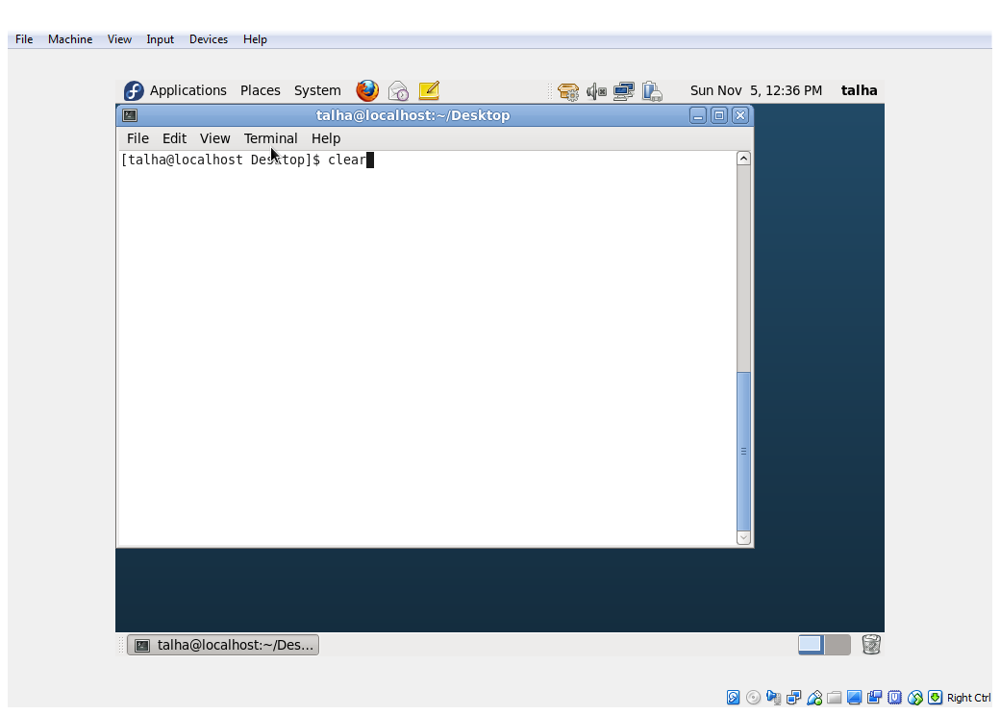 File Machine View Input Devices Help
Applications Places System Sun Nov 5, 12:36 PM talha
talha@localhost:~/Desktop
File Edit View Terminal Help
[talha@localhost Desktop]$ clear
talha@localhost:~/Des...
Right Ctrl